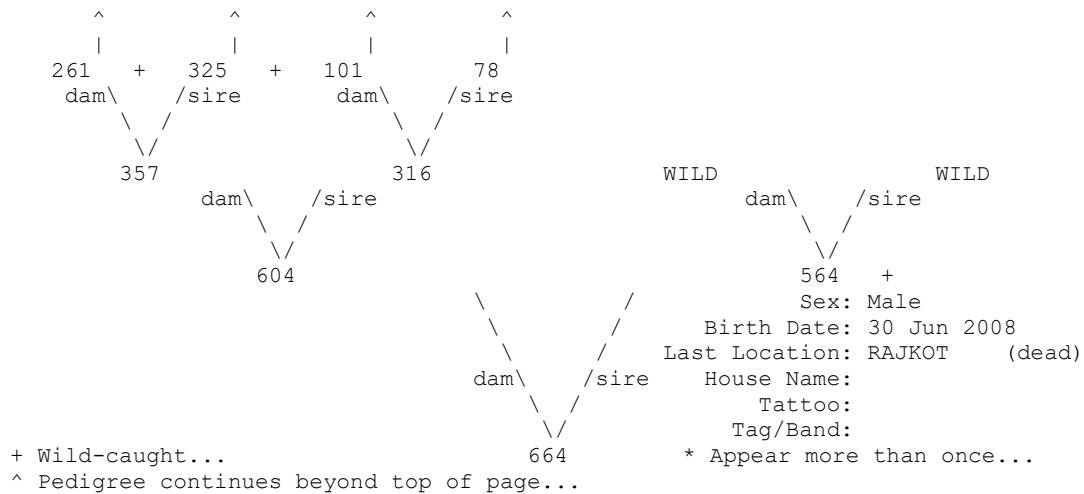 ^ ^ ^ ^
| | | |
261 + 325 + 101 78
dam\ /sire dam\ /sire
\ / \ /
\/ \/
357 316 WILD WILD
dam\ /sire dam\ /sire
\ / \ /
\/ \/
604 564 +
\ / Sex: Male
\ / Birth Date: 30 Jun 2008
\ / Last Location: RAJKOT (dead)
dam\ /sire House Name:
\ / Tattoo:
\/ Tag/Band:
+ Wild-caught... 664 * Appear more than once...
^ Pedigree continues beyond top of page...